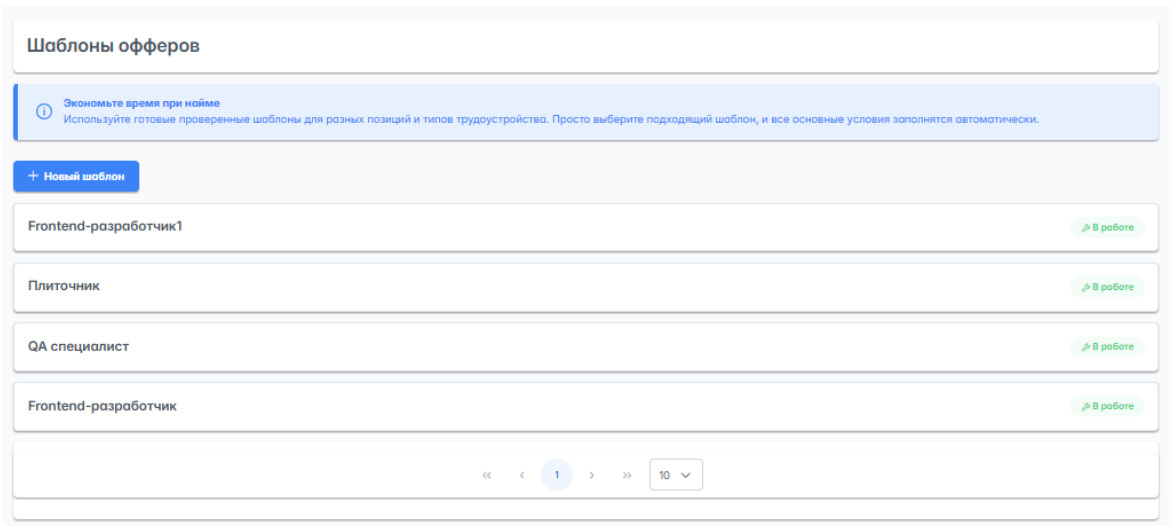 Шаблоны офферов
Экономьте время при найме
Используйте готовые проверенные шаблоны для разных позиций и типов трудоустройства. Просто выберите подходящий шаблон, и все основные условия заполнятся автоматически.
+ Новый шаблон
Frontend-разработчик1 В работе
Плиточник В работе
QA специалист В работе
Frontend-разработчик В работе
« ‹ 1 › » 10